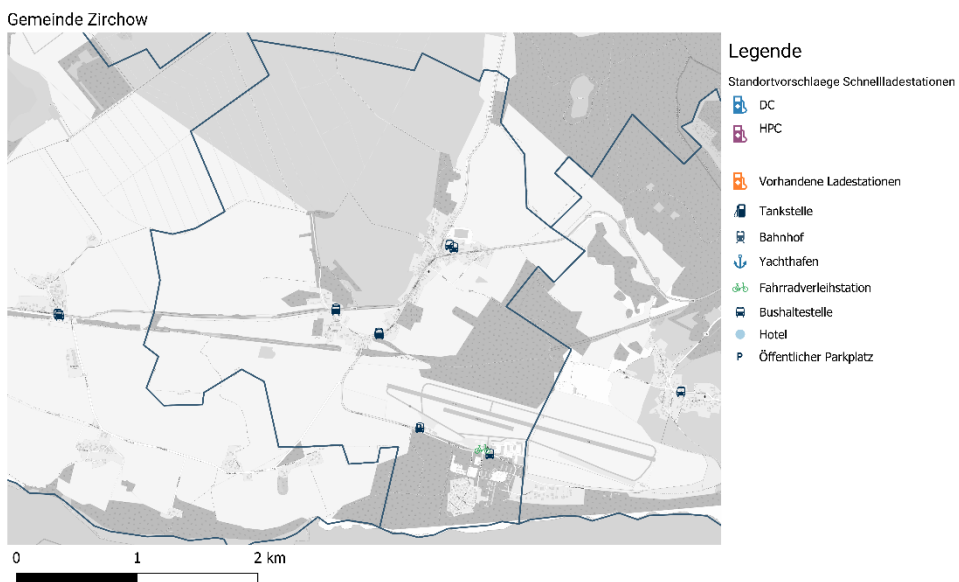 Gemeinde Zirchow
Legende
Standortvorschlaege Schnellladestationen
DC
HPC
Vorhandene Ladestationen
Tankstelle
Bahnhof
Yachthafen
Fahrradverleihstation
Bushaltestelle
Hotel
P Öffentlicher Parkplatz
0 1 2 km